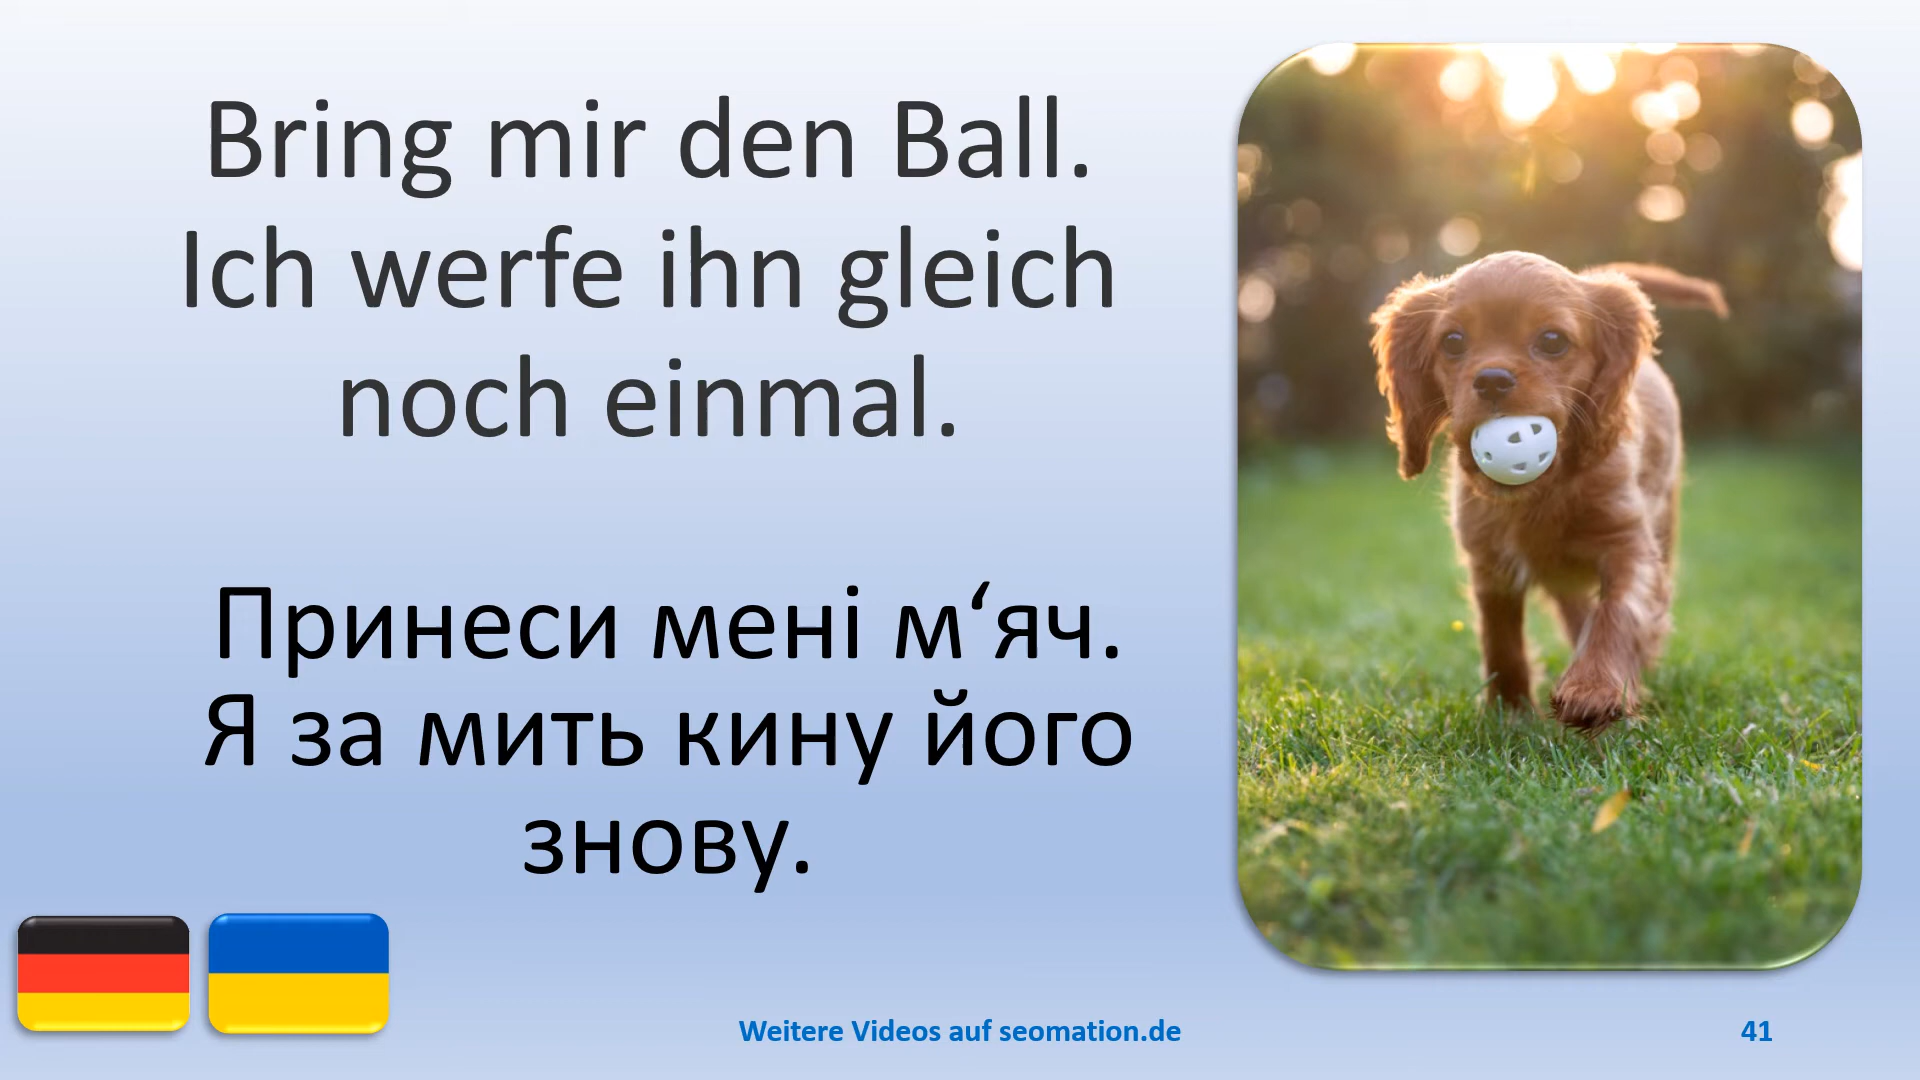 Bring mir den Ball.
Ich werfe ihn gleich
noch einmal.
Принеси мені м‘яч.
Я за мить кину його
знову.
Weitere Videos auf seomation.de
41